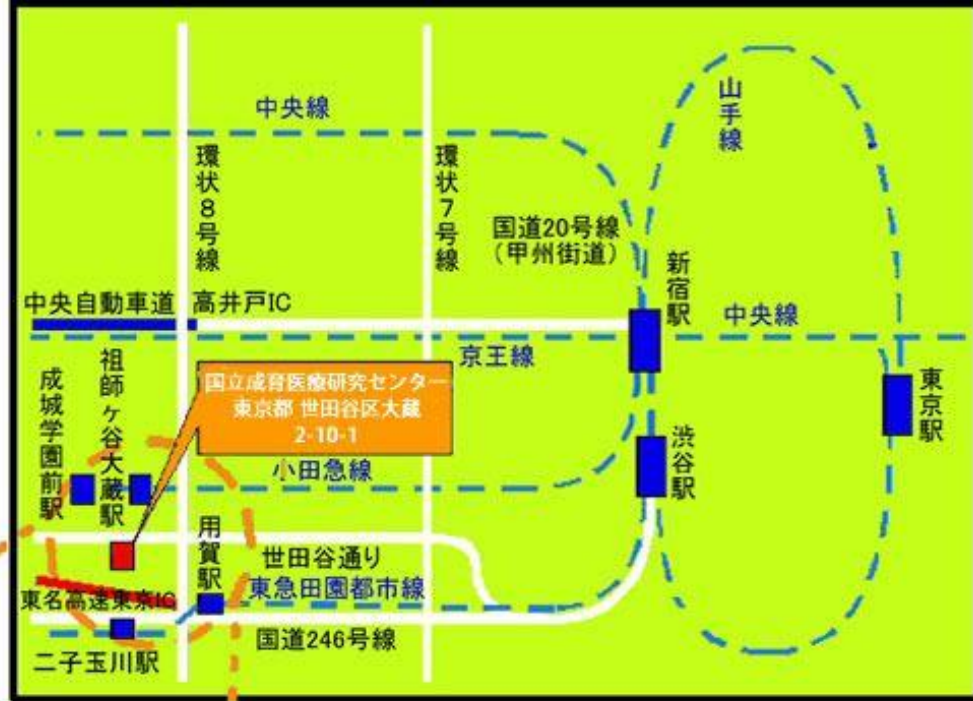 中央線
山手線
環状8号線
環状7号線
国道20号線
（甲州街道）
新宿駅
中央自動車道
高井戸IC
中央線
京王線
国立成育医療研究センター
東京都 世田谷区大蔵
2-10-1
東京駅
成城学園前駅
祖師ヶ谷大蔵駅
小田急線
渋谷駅
用賀駅
世田谷通り
東急田園都市線
東名高速東京IC
国道246号線
二子玉川駅